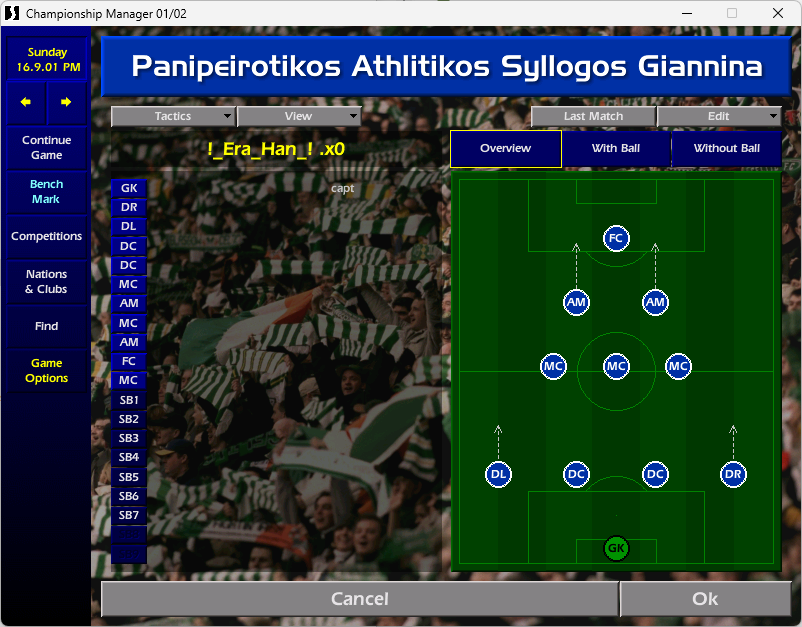 Championship Manager 01/02
Sunday
16.9.01 PM
Continue
Game
Bench
Mark
Competitions
Nations
& Clubs
Find
Game
Options
Panipeirotikos Athlitikos Syllogos Giannina
Tactics
View
Last Match
Edit
!_Era_Han_! .x0
Overview
With Ball
Without Ball
GK
capt
DR
DL
DC
DC
MC
AM
MC
AM
FC
MC
SB1
SB2
SB3
SB4
SB5
SB6
SB7
FC
AM AM
MC MC MC
DL DC DC DR
GK
Cancel
Ok